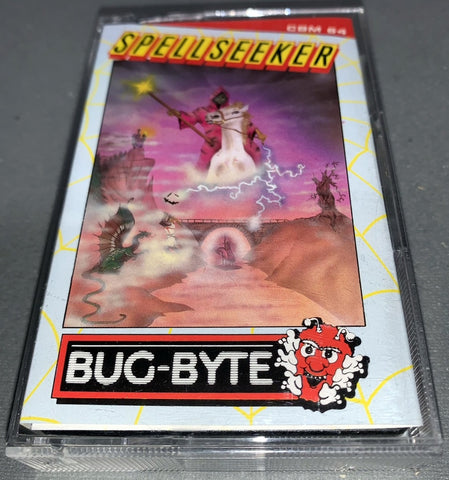 CBM 64
SPELLSEEKER
BUG-BYTE